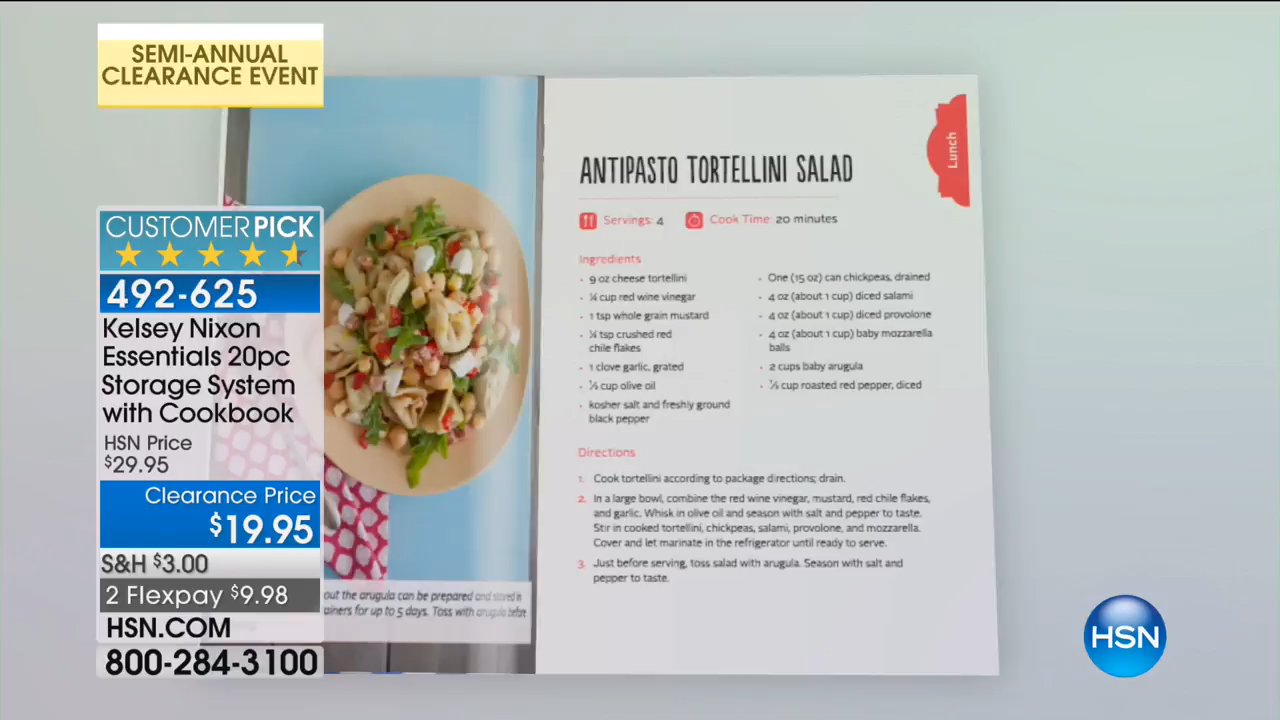 SEMI-ANNUAL
CLEARANCE EVENT
CUSTOMER PICK
492-625
Kelsey Nixon
Essentials 20pc
Storage System
with Cookbook
HSN Price
$29.95
Clearance Price
$19.95
S&H $3.00
2 Flexpay $9.98
HSN.COM
800-284-3100
out the arugula can be prepared and stored in
ainers for up to 5 days. Toss with arugula before
Lunch
ANTIPASTO TORTELLINI SALAD
Servings: 4 Cook Time: 20 minutes
Ingredients
• 9 oz cheese tortellini
• ¼ cup red wine vinegar
• 1 tsp whole grain mustard
• ¼ tsp crushed red
chile flakes
• 1 clove garlic, grated
• ⅓ cup olive oil
• kosher salt and freshly ground
black pepper
• One (15 oz) can chickpeas, drained
• 4 oz (about 1 cup) diced salami
• 4 oz (about 1 cup) diced provolone
• 4 oz (about 1 cup) baby mozzarella
balls
• 2 cups baby arugula
• ⅓ cup roasted red pepper, diced
Directions
1. Cook tortellini according to package directions; drain.
2. In a large bowl, combine the red wine vinegar, mustard, red chile flakes,
and garlic. Whisk in olive oil and season with salt and pepper to taste.
Stir in cooked tortellini, chickpeas, salami, provolone, and mozzarella.
Cover and let marinate in the refrigerator until ready to serve.
3. Just before serving, toss salad with arugula. Season with salt and
pepper to taste.
HSN